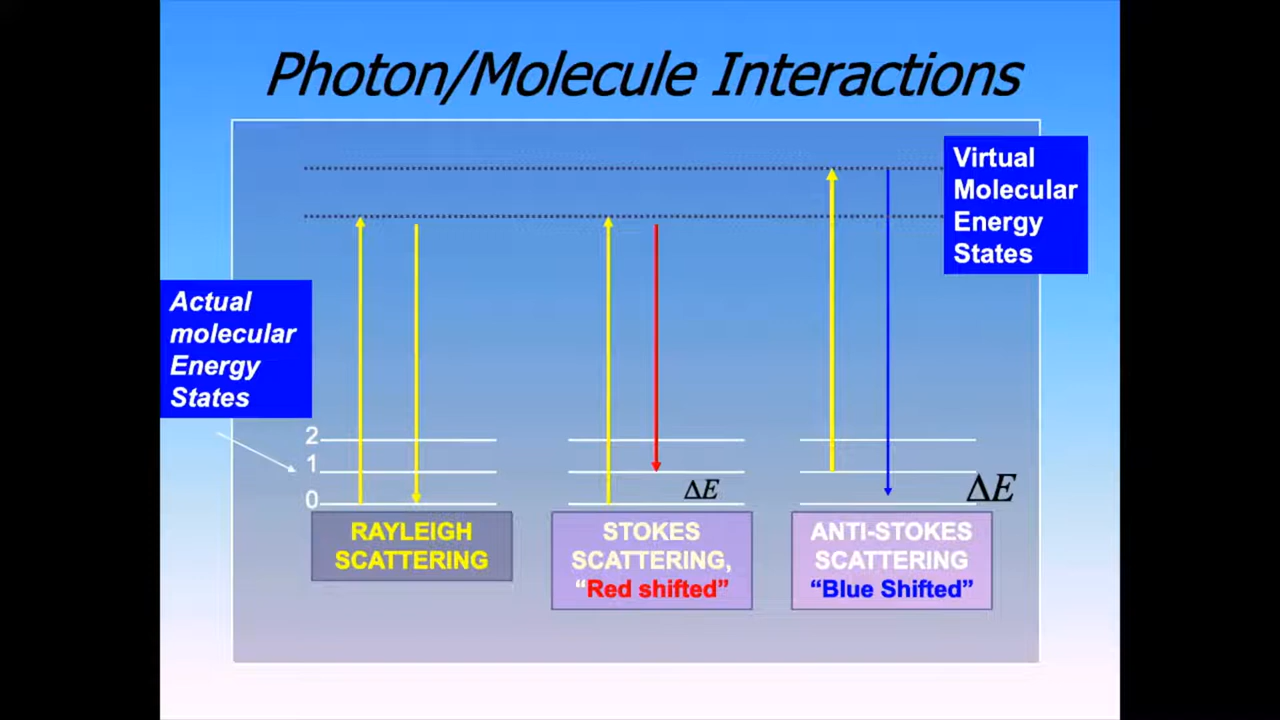 Photon/Molecule Interactions
Virtual
Molecular
Energy
States
Actual
molecular
Energy
States
2
1
0
ΔE
ΔE
RAYLEIGH
SCATTERING
STOKES
SCATTERING,
“Red shifted”
ANTI-STOKES
SCATTERING
“Blue Shifted”